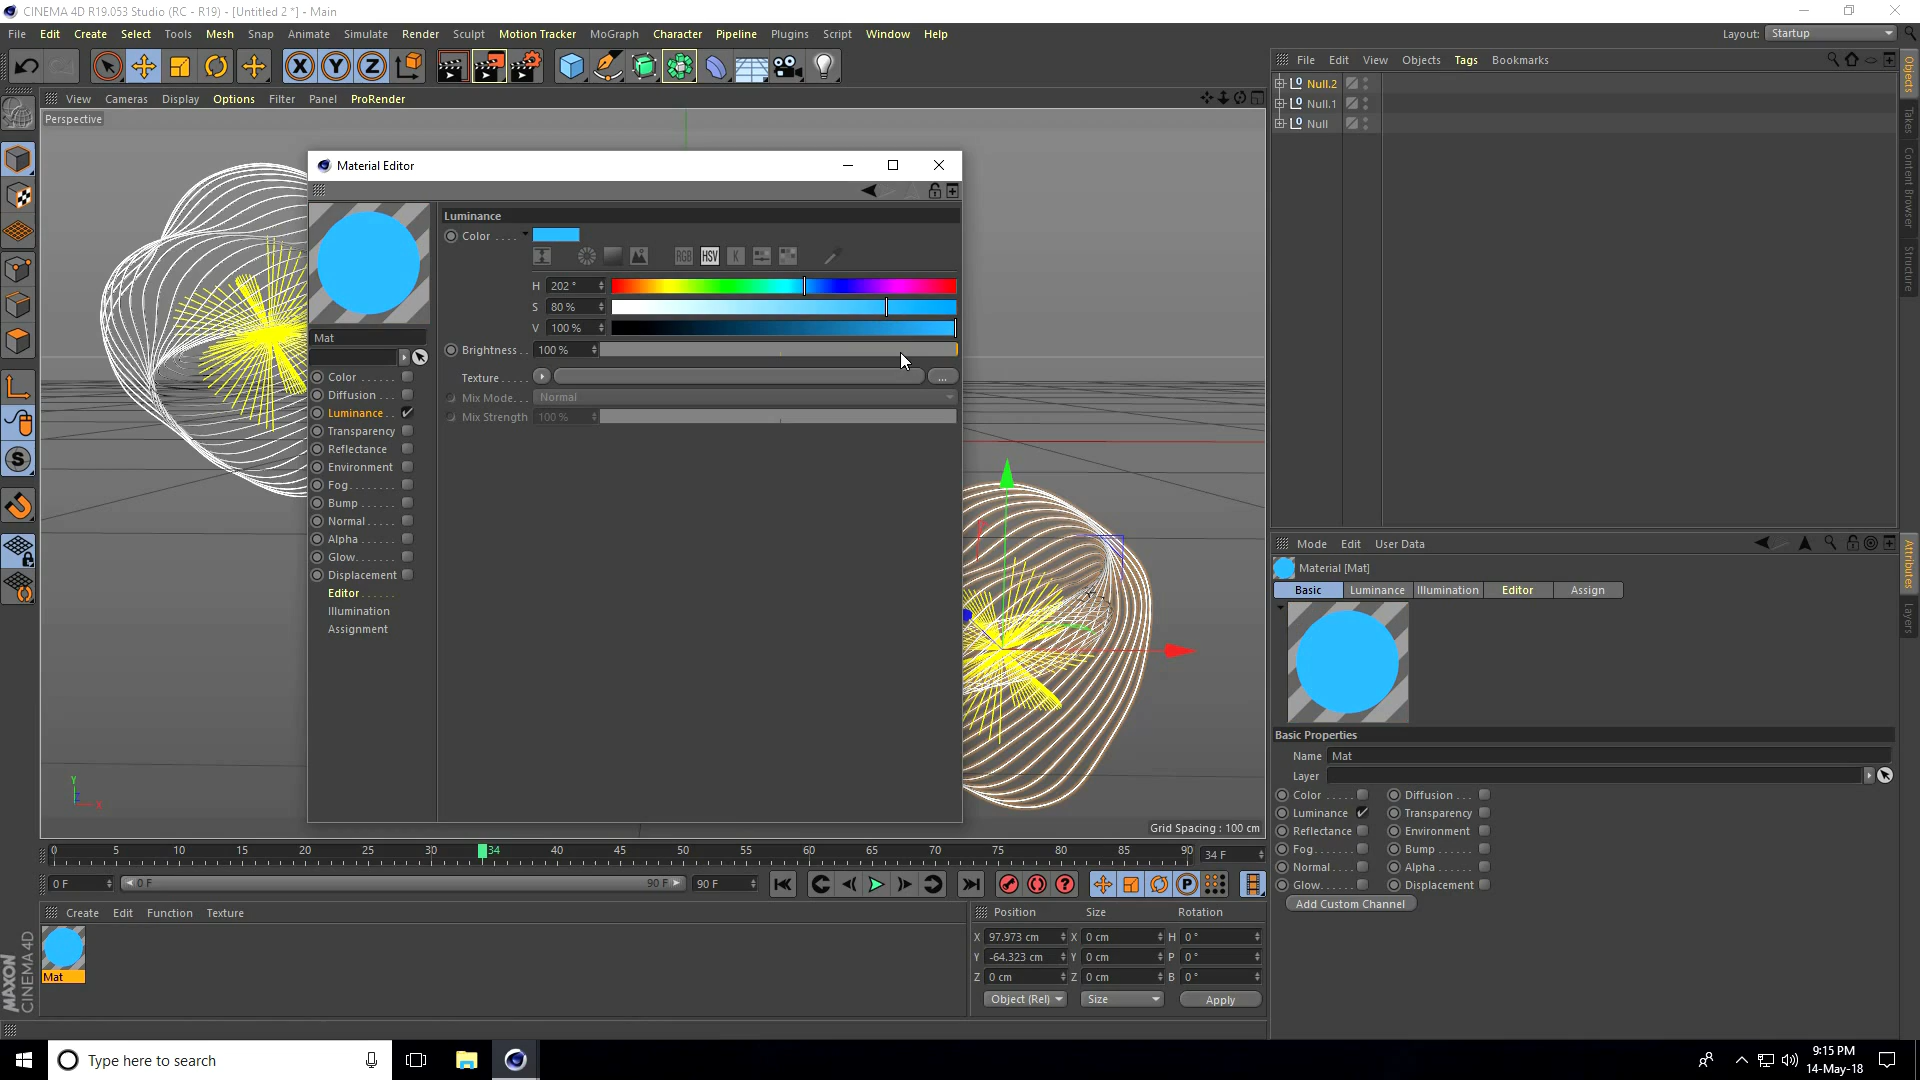 CINEMA 4D R19.053 Studio (RC - R19) - [Untitled 2 *] - Main
File Edit Create Select Tools Mesh Snap Animate Simulate Render Sculpt Motion Tracker MoGraph Character Pipeline Plugins Script Window Help
Layout: Startup
View Cameras Display Options Filter Panel ProRender
File Edit View Objects Tags Bookmarks
Null.2
Null.1
Null
Objects
Takes
Content Browser
Structure
Perspective
Material Editor
Luminance
Color . . . .
RGB HSV K
H 202 °
S 80 %
V 100 %
Brightness . . 100 %
Texture . . . . . ...
Mix Mode. . . Normal
Mix Strength 100 %
Mat
Color . . . . . .
Diffusion . . .
Luminance . .
Transparency
Reflectance
Environment
Fog. . . . . . . .
Bump . . . . . .
Normal . . . . .
Alpha . . . . . .
Glow. . . . . . .
Displacement
Editor . . . . . .
Illumination
Assignment
Y
X
Grid Spacing : 100 cm
Mode Edit User Data
Material [Mat]
Basic Luminance Illumination Editor Assign
Attributes
Layers
Basic Properties
Name Mat
Layer
Color . . . . . Diffusion . . .
Luminance Transparency
Reflectance Environment
Fog. . . . . . . Bump . . . . . .
Normal. . . . Alpha . . . . . .
Glow. . . . . . Displacement
Add Custom Channel
0 5 10 15 20 25 30 34 40 45 50 55 60 65 70 75 80 85 90 34 F
0 F 0 F 90 F 90 F
Create Edit Function Texture
Mat
MAXON
CINEMA 4D
Position Size Rotation
X 97.973 cm X 0 cm H 0 °
Y -64.323 cm Y 0 cm P 0 °
Z 0 cm Z 0 cm B 0 °
Object (Rel) Size Apply
Type here to search
9:15 PM
14-May-18